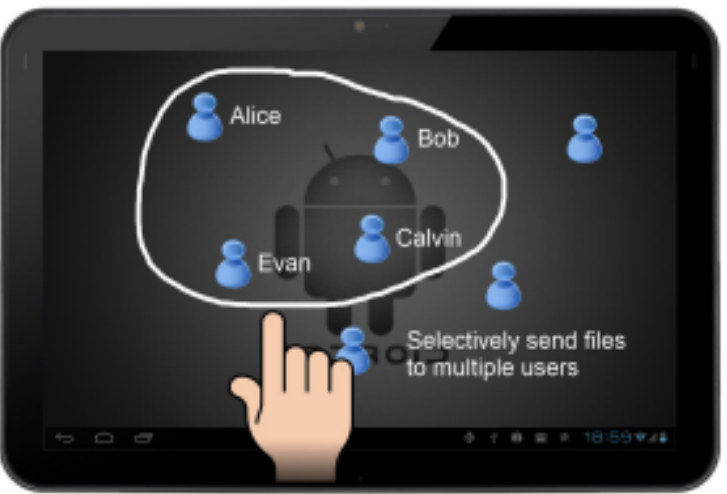 Alice
Bob
Calvin
Evan
Selectively send files
to multiple users
18:59